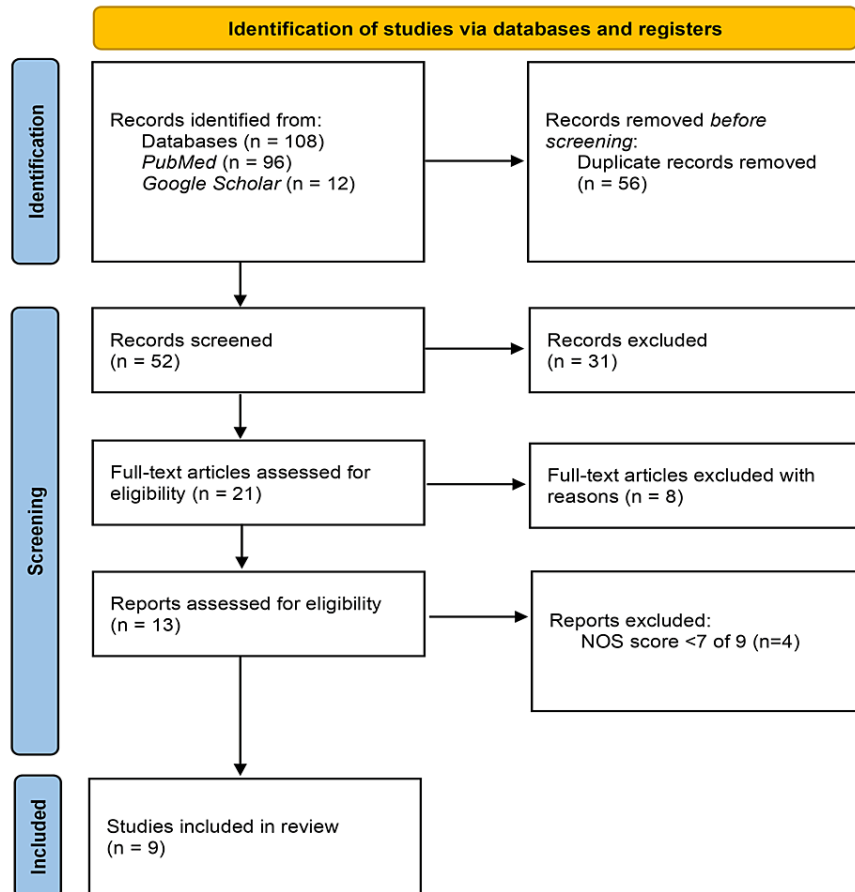 Identification of studies via databases and registers
Identification
Records identified from:
Databases (n = 108)
PubMed (n = 96)
Google Scholar (n = 12)
Records removed before
screening:
Duplicate records removed
(n = 56)
Screening
Records screened
(n = 52)
Records excluded
(n = 31)
Full-text articles assessed for
eligibility (n = 21)
Full-text articles excluded with
reasons (n = 8)
Reports assessed for eligibility
(n = 13)
Reports excluded:
NOS score <7 of 9 (n=4)
Included
Studies included in review
(n = 9)